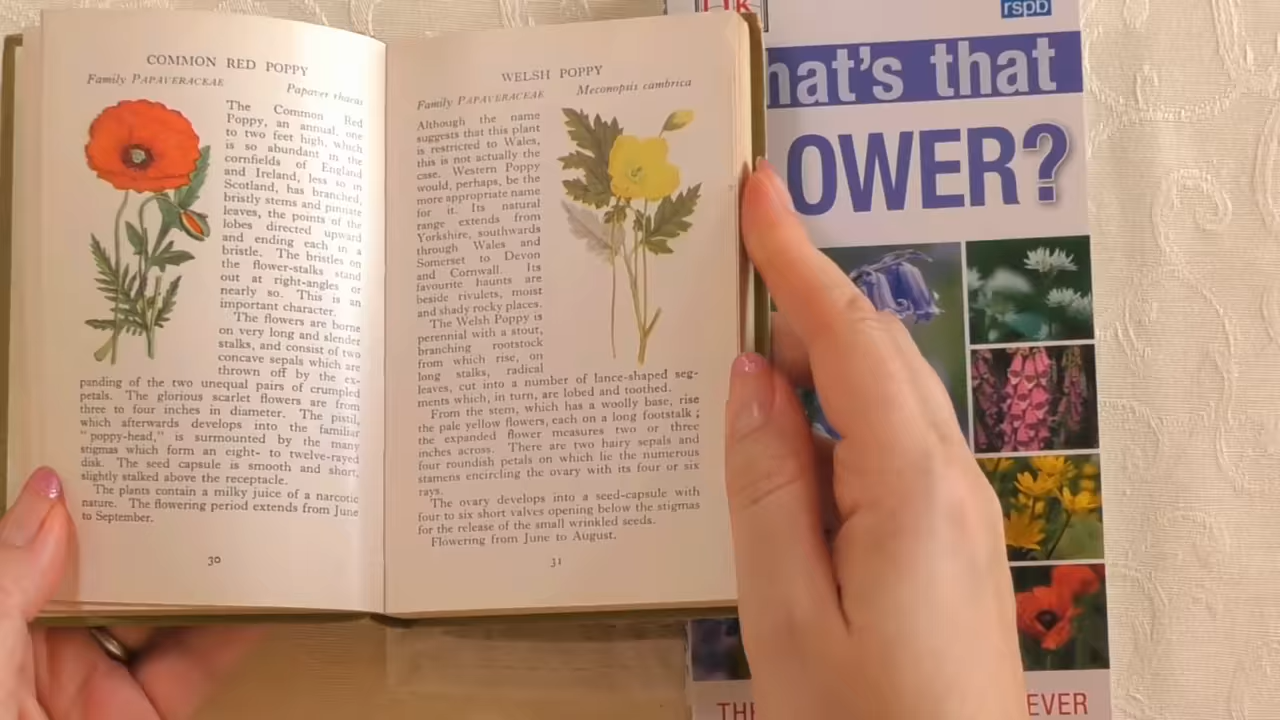 COMMON RED POPPY
Family PAPAVERACEAE
Papaver rhœas
The Common Red
Poppy, an annual, one
to two feet high, which
is so abundant in the
cornfields of England
and Ireland, less so in
Scotland, has branched,
bristly stems and pinnate
leaves, the points of the
lobes directed upward
and ending each in a
bristle. The bristles on
the flower-stalks stand
out at right-angles or
nearly so. This is an
important character.
The flowers are borne
on very long and slender
stalks, and consist of two
concave sepals which are
thrown off by the ex-
panding of the two unequal pairs of crumpled
petals. The glorious scarlet flowers are from
three to four inches in diameter. The pistil,
which afterwards develops into the familiar
"poppy-head," is surmounted by the many
stigmas which form an eight- to twelve-rayed
disk. The seed capsule is smooth and short,
slightly stalked above the receptacle.
The plants contain a milky juice of a narcotic
nature. The flowering period extends from June
to September.
30
WELSH POPPY
Family PAPAVERACEAE
Meconopsis cambrica
Although the name
suggests that this plant
is restricted to Wales,
this is not actually the
case. Western Poppy
would, perhaps, be the
more appropriate name
for it. Its natural
range extends from
Yorkshire, southwards
through Wales and
Somerset to Devon
and Cornwall. Its
favourite haunts are
beside rivulets, moist
and shady rocky places.
The Welsh Poppy is
perennial with a stout,
branching rootstock
from which rise, on
long stalks, radical
leaves, cut into a number of lance-shaped seg-
ments which, in turn, are lobed and toothed.
From the stem, which has a woolly base, rise
the pale yellow flowers, each on a long footstalk ;
the expanded flower measures two or three
inches across. There are two hairy sepals and
four roundish petals on which lie the numerous
stamens encircling the ovary with its four or six
rays.
The ovary develops into a seed-capsule with
four to six short valves opening below the stigmas
for the release of the small wrinkled seeds.
Flowering from June to August.
31
rspb
hat's that
OWER?
TH
EVER